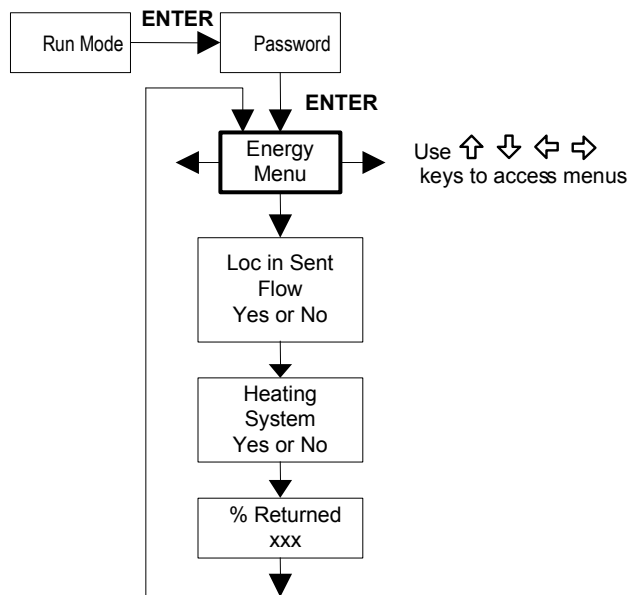 ENTER
Run Mode
Password
ENTER
Energy
Menu
Use ⇧ ⇩ ⇦ ⇨
keys to access menus
Loc in Sent
Flow
Yes or No
Heating
System
Yes or No
% Returned
xxx